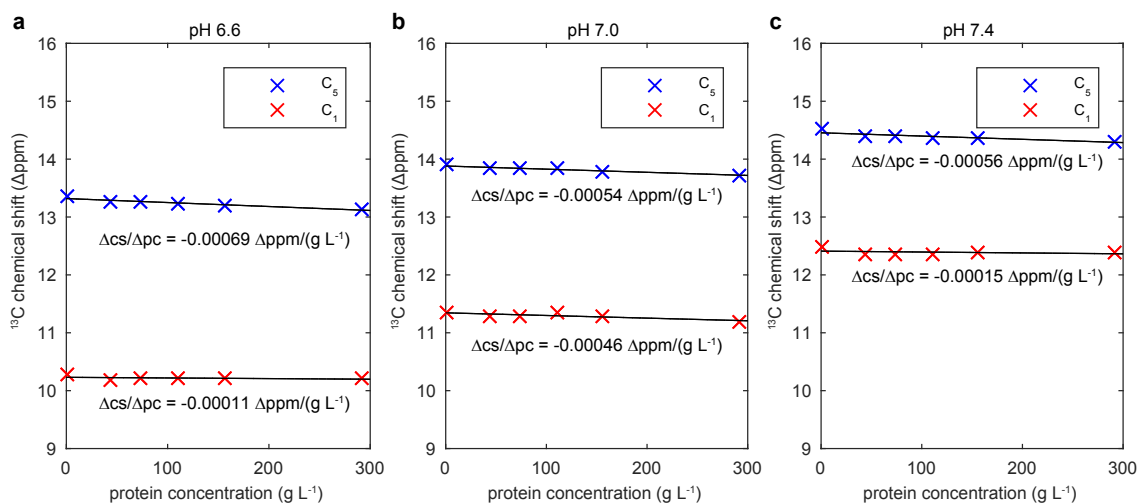 a
pH 6.6
16
15
14
13
12
11
10
9
0
100
200
300
¹³C chemical shift (Δppm)
protein concentration (g L⁻¹)
C₅
C₁
Δcs/Δpc = -0.00069 Δppm/(g L⁻¹)
Δcs/Δpc = -0.00011 Δppm/(g L⁻¹)
b
pH 7.0
16
15
14
13
12
11
10
9
0
100
200
300
¹³C chemical shift (Δppm)
protein concentration (g L⁻¹)
C₅
C₁
Δcs/Δpc = -0.00054 Δppm/(g L⁻¹)
Δcs/Δpc = -0.00046 Δppm/(g L⁻¹)
c
pH 7.4
16
15
14
13
12
11
10
9
0
100
200
300
¹³C chemical shift (Δppm)
protein concentration (g L⁻¹)
C₅
C₁
Δcs/Δpc = -0.00056 Δppm/(g L⁻¹)
Δcs/Δpc = -0.00015 Δppm/(g L⁻¹)